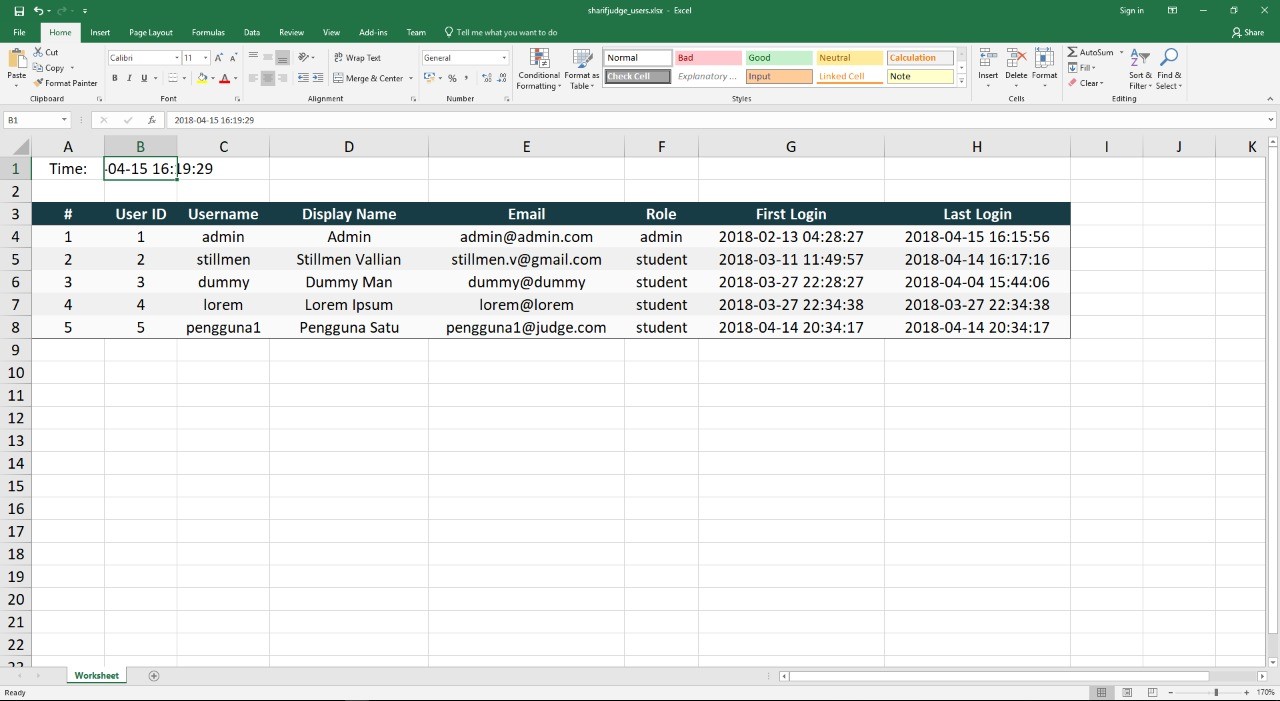 sharifjudge_users.xlsx - Excel
Sign in
File Home Insert Page Layout Formulas Data Review View Add-ins Team Tell me what you want to do Share
Paste
Cut
Copy
Format Painter
Clipboard
Calibri 11 A A
B I U A
Font
Wrap Text
Merge & Center
Alignment
General
% ,
Number
Conditional Formatting
Format as Table
Normal Bad Good Neutral Calculation
Check Cell Explanatory ... Input Linked Cell Note
Styles
Insert Delete Format
Cells
AutoSum
Fill
Clear
Sort & Filter
Find & Select
Editing
B1 fx 2018-04-15 16:19:29
A B C D E F G H I J K
1 Time: -04-15 16:19:29
2
3 # User ID Username Display Name Email Role First Login Last Login
4 1 1 admin Admin admin@admin.com admin 2018-02-13 04:28:27 2018-04-15 16:15:56
5 2 2 stillmen Stillmen Vallian stillmen.v@gmail.com student 2018-03-11 11:49:57 2018-04-14 16:17:16
6 3 3 dummy Dummy Man dummy@dummy student 2018-03-27 22:28:27 2018-04-04 15:44:06
7 4 4 lorem Lorem Ipsum lorem@lorem student 2018-03-27 22:34:38 2018-03-27 22:34:38
8 5 5 pengguna1 Pengguna Satu pengguna1@judge.com student 2018-04-14 20:34:17 2018-04-14 20:34:17
9
10
11
12
13
14
15
16
17
18
19
20
21
22
Worksheet
Ready
170%